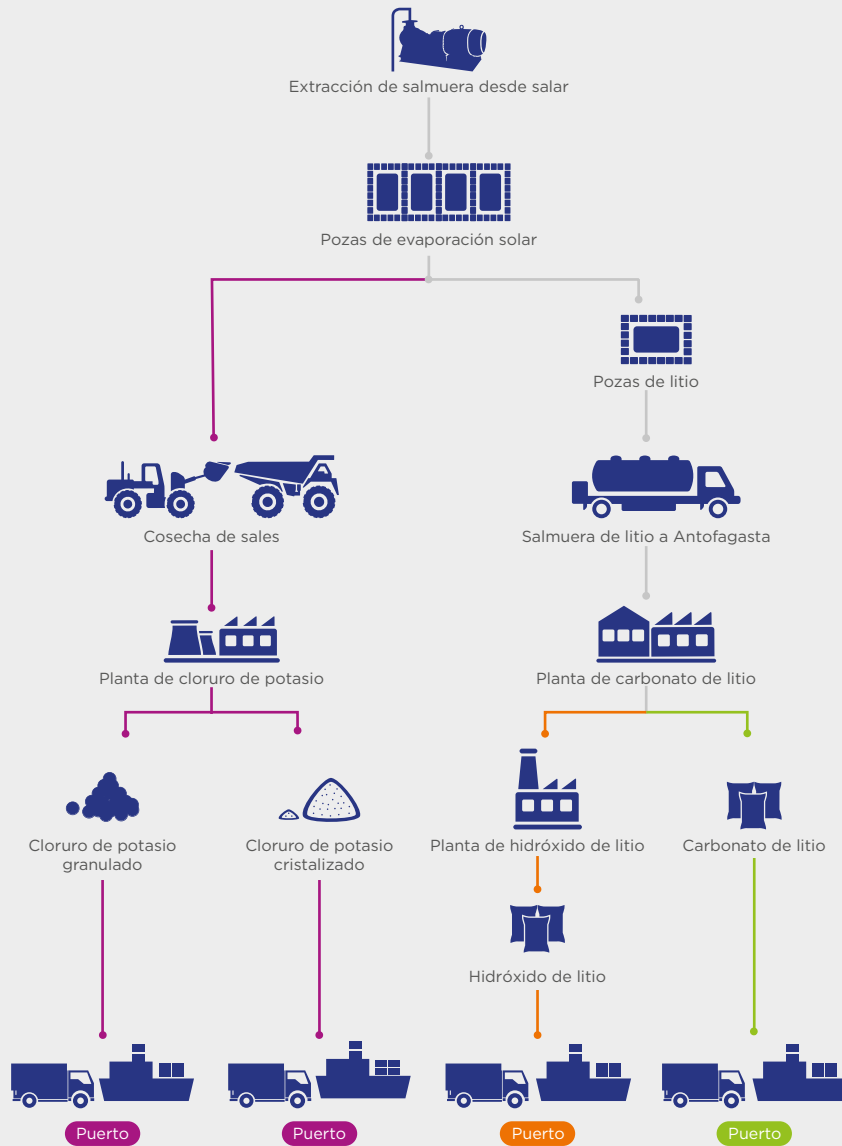 Extracción de salmuera desde salar
Pozas de evaporación solar
Pozas de litio
Cosecha de sales
Salmuera de litio a Antofagasta
Planta de cloruro de potasio
Planta de carbonato de litio
Cloruro de potasio
granulado
Cloruro de potasio
cristalizado
Planta de hidróxido de litio
Carbonato de litio
Hidróxido de litio
Puerto
Puerto
Puerto
Puerto